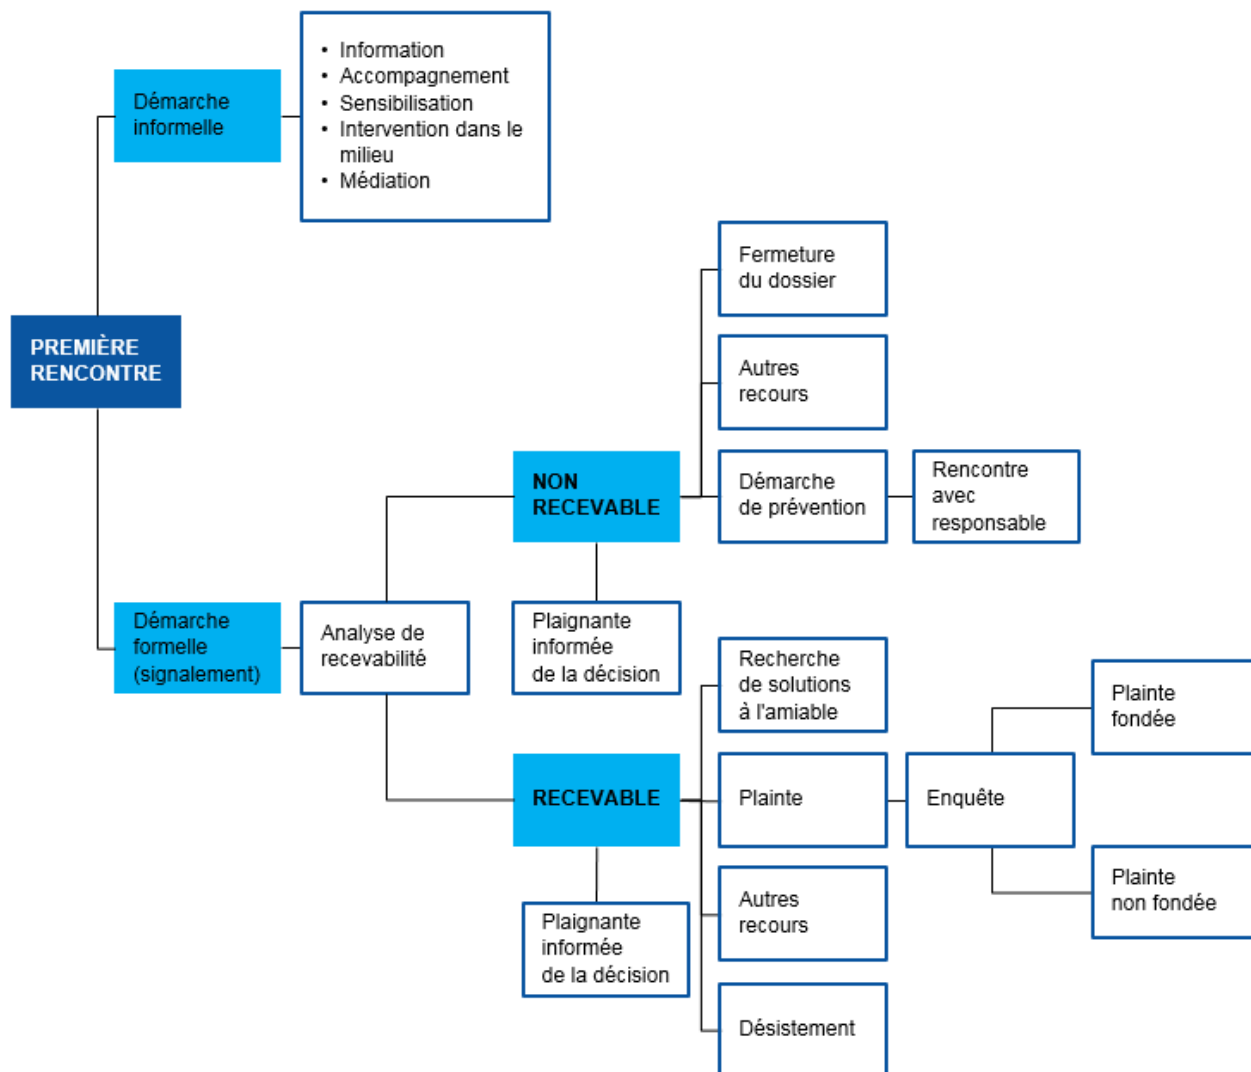 • Information
• Accompagnement
• Sensibilisation
• Intervention dans le
milieu
• Médiation
Démarche
informelle
PREMIÈRE
RENCONTRE
Démarche
formelle
(signalement)
Analyse de
recevabilité
NON
RECEVABLE
Plaignante
informée
de la décision
Fermeture
du dossier
Autres
recours
Démarche
de prévention
Rencontre
avec
responsable
RECEVABLE
Plaignante
informée
de la décision
Recherche
de solutions
à l'amiable
Plainte
Enquête
Plainte
fondée
Plainte
non fondée
Autres
recours
Désistement